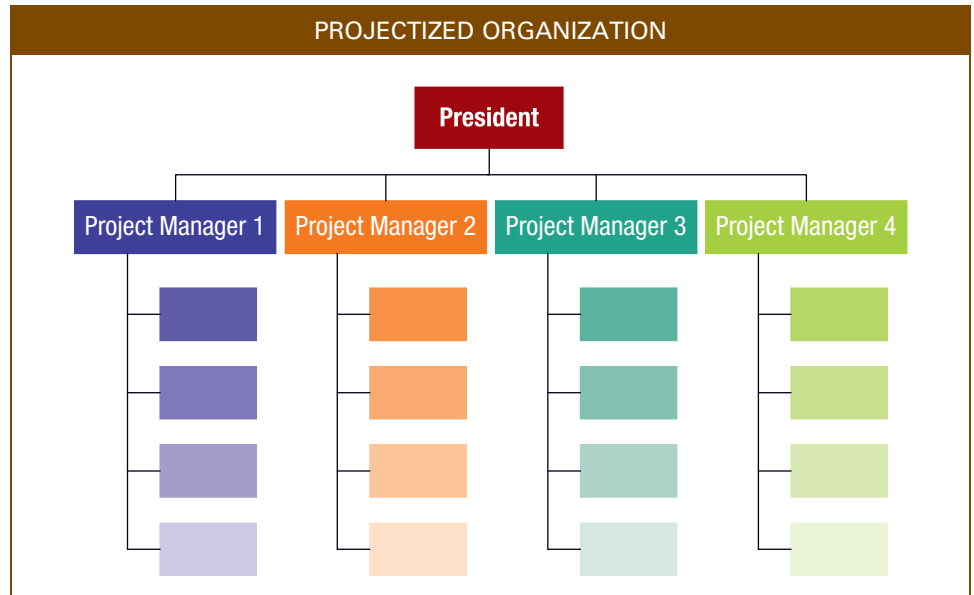 PROJECTIZED ORGANIZATION
President
Project Manager 1
Project Manager 2
Project Manager 3
Project Manager 4